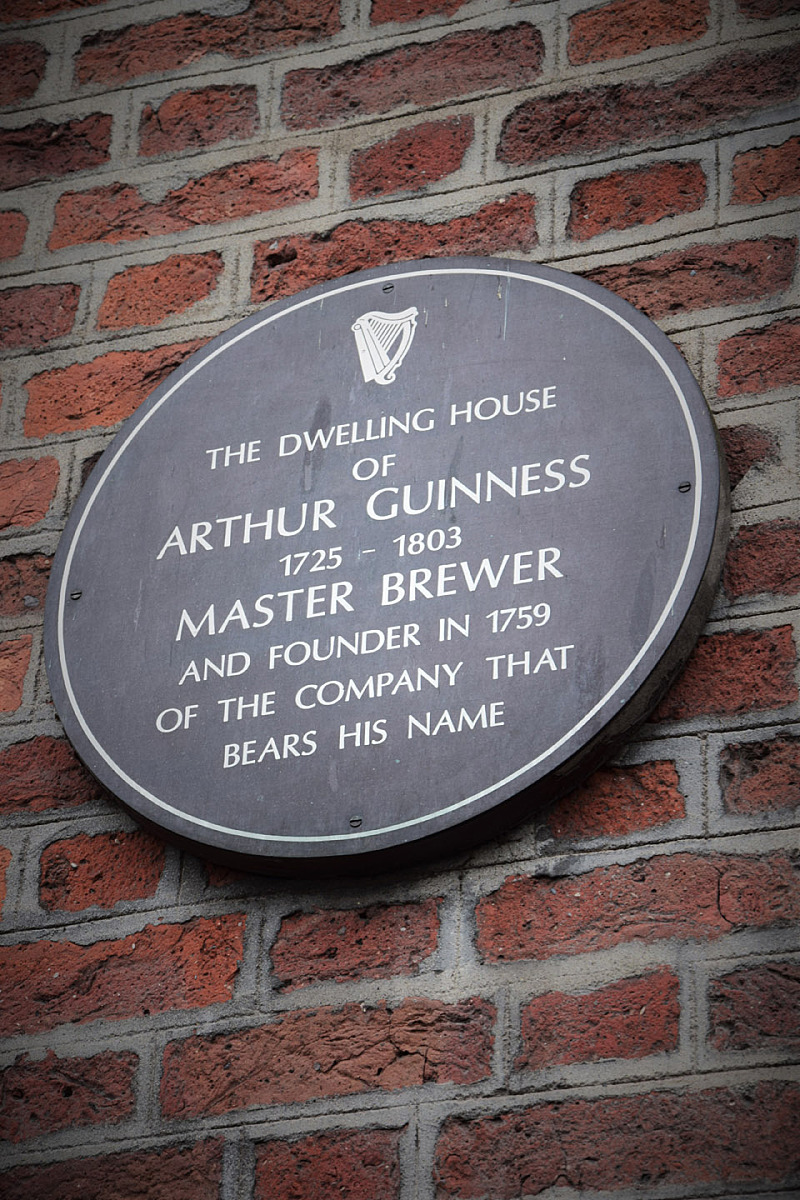 THE DWELLING HOUSE
OF
ARTHUR GUINNESS
1725 - 1803
MASTER BREWER
AND FOUNDER IN 1759
OF THE COMPANY THAT
BEARS HIS NAME